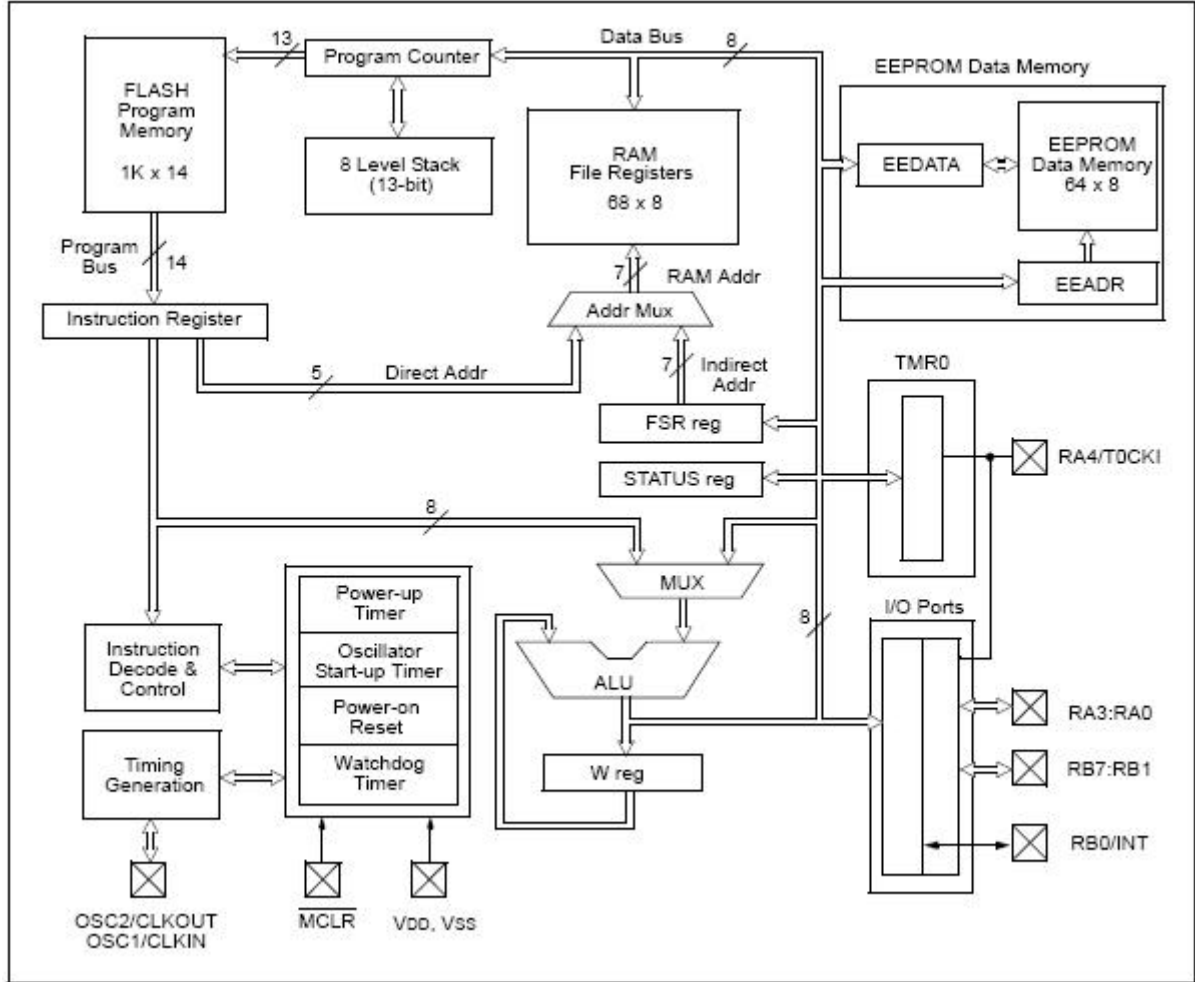 13
Program Counter
Data Bus
8
EEPROM Data Memory
FLASH
Program
Memory
1K x 14
8 Level Stack
(13-bit)
RAM
File Registers
68 x 8
EEDATA
EEPROM
Data Memory
64 x 8
EEADR
Program
Bus
14
7
RAM Addr
Instruction Register
Addr Mux
5
Direct Addr
7
Indirect
Addr
TMR0
FSR reg
RA4/T0CKI
STATUS reg
8
MUX
Power-up
Timer
I/O Ports
8
Instruction
Decode &
Control
Oscillator
Start-up Timer
ALU
Power-on
Reset
RA3:RA0
Timing
Generation
Watchdog
Timer
W reg
RB7:RB1
RB0/INT
OSC2/CLKOUT
OSC1/CLKIN
MCLR
VDD, VSS